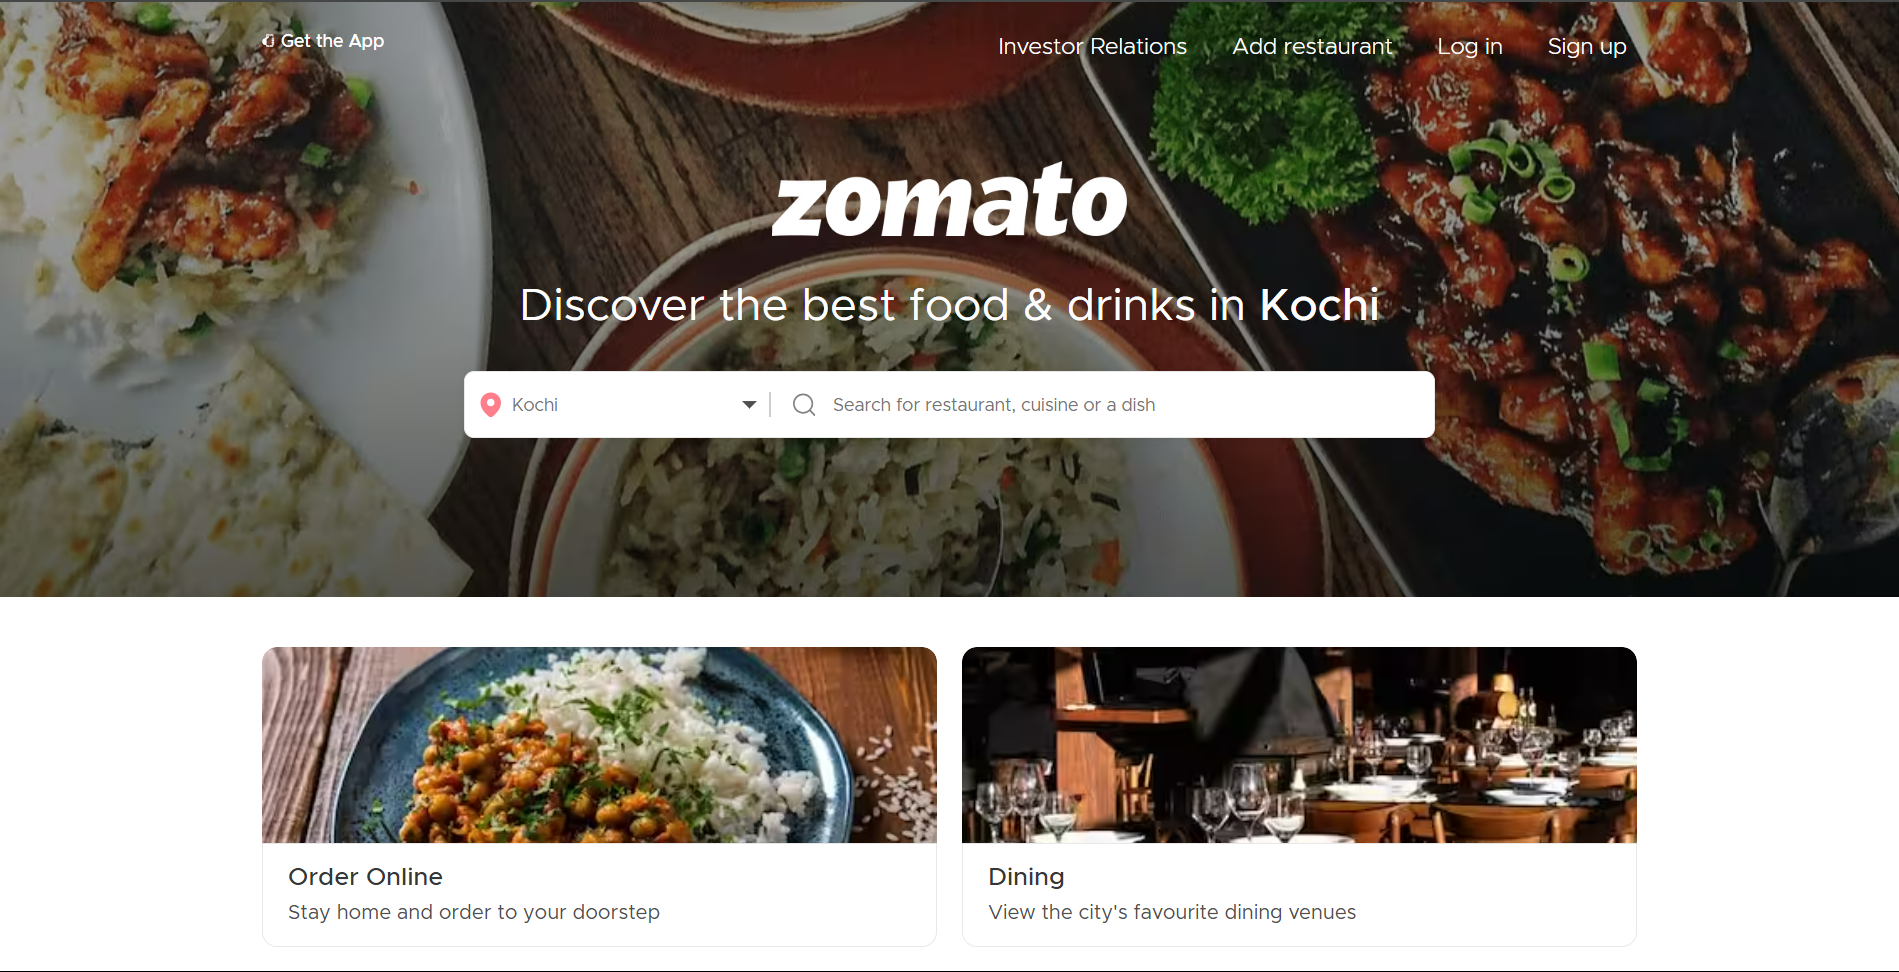 Get the App
Investor Relations
Add restaurant
Log in
Sign up
zomato
Discover the best food & drinks in Kochi
Kochi
Search for restaurant, cuisine or a dish
Order Online
Stay home and order to your doorstep
Dining
View the city's favourite dining venues